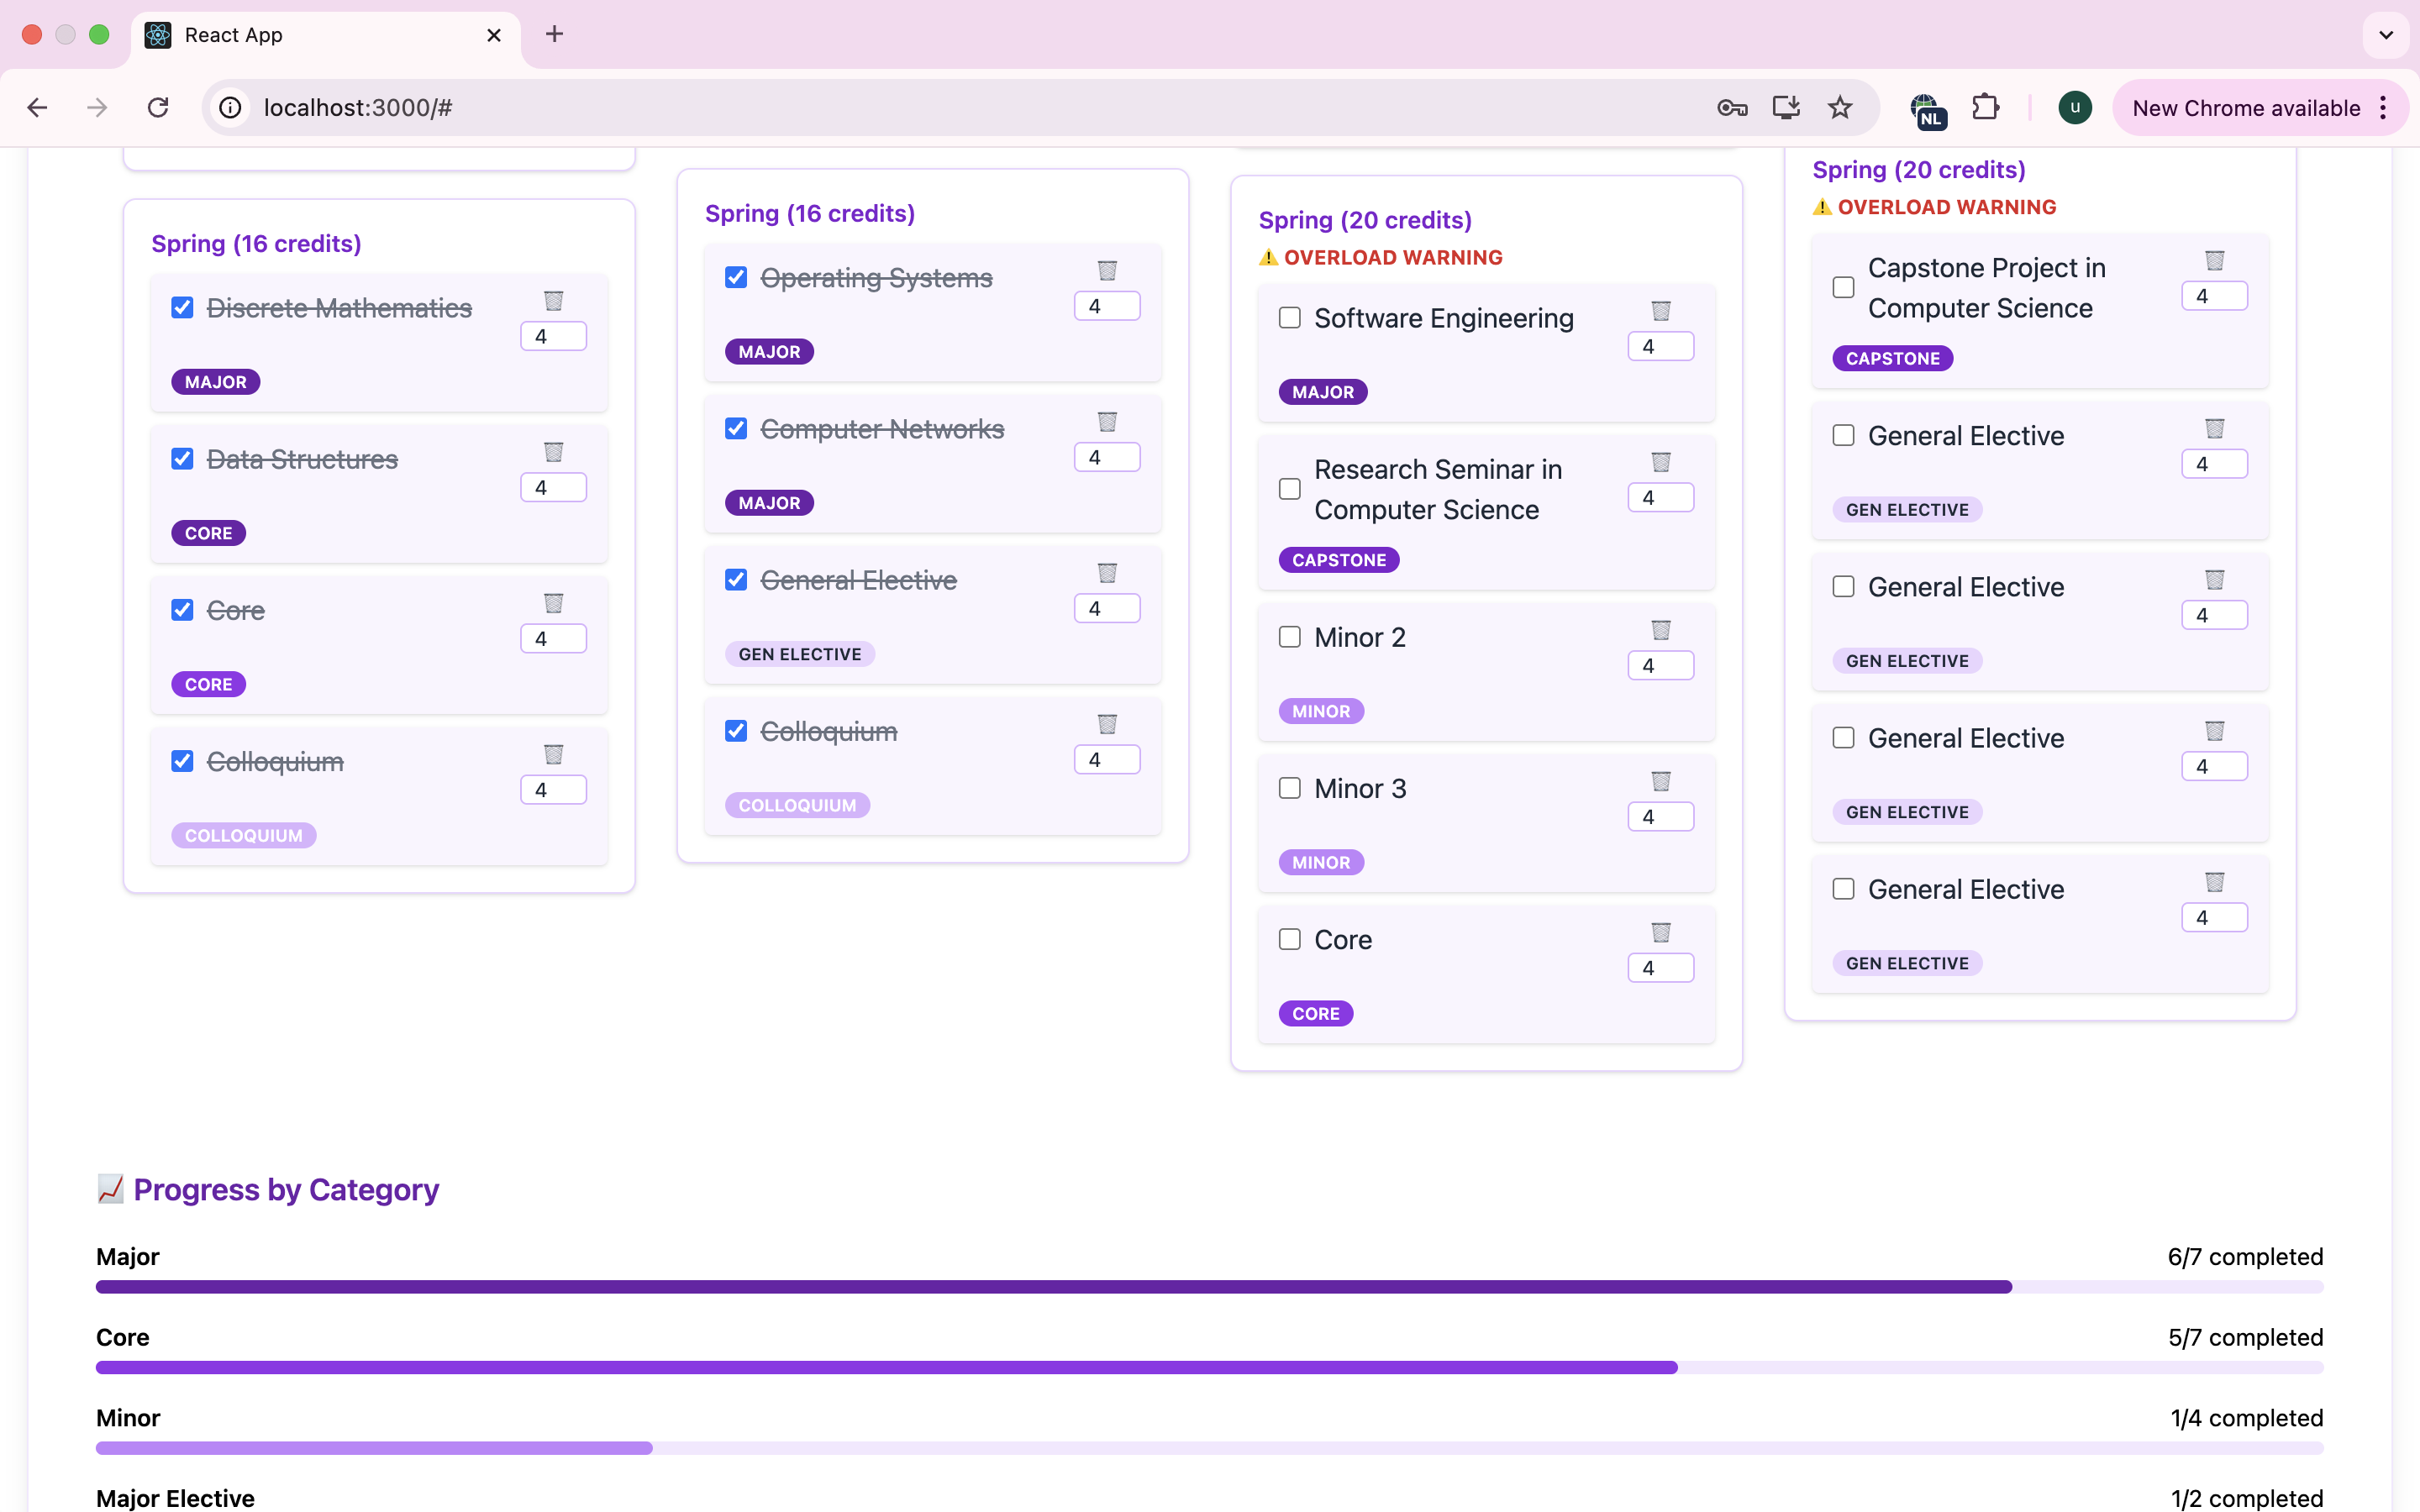 React App
localhost:3000/#
NL
u
New Chrome available
Spring (16 credits)
Discrete Mathematics
4
MAJOR
Data Structures
4
CORE
Core
4
CORE
Colloquium
4
COLLOQUIUM
Spring (16 credits)
Operating Systems
4
MAJOR
Computer Networks
4
MAJOR
General Elective
4
GEN ELECTIVE
Colloquium
4
COLLOQUIUM
Spring (20 credits)
OVERLOAD WARNING
Software Engineering
4
MAJOR
Research Seminar in
Computer Science
4
CAPSTONE
Minor 2
4
MINOR
Minor 3
4
MINOR
Core
4
CORE
Spring (20 credits)
OVERLOAD WARNING
Capstone Project in
Computer Science
4
CAPSTONE
General Elective
4
GEN ELECTIVE
General Elective
4
GEN ELECTIVE
General Elective
4
GEN ELECTIVE
General Elective
4
GEN ELECTIVE
Progress by Category
Major 6/7 completed
Core 5/7 completed
Minor 1/4 completed
Major Elective 1/2 completed